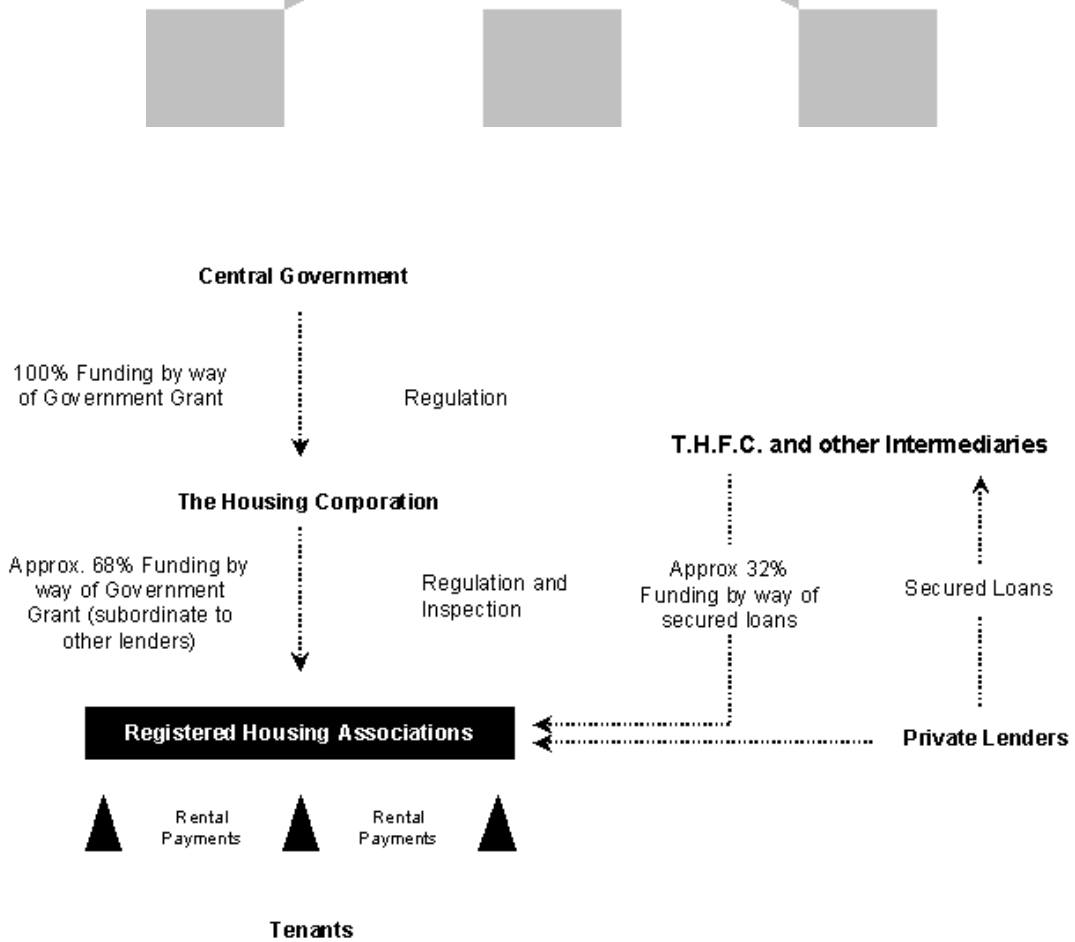 Central Government
100% Funding by way
of Government Grant
Regulation
T.H.F.C. and other Intermediaries
The Housing Corporation
Approx. 68% Funding by
way of Government
Grant (subordinate to
other lenders)
Regulation and
Inspection
Approx 32%
Funding by way of
secured loans
Secured Loans
Registered Housing Associations
Private Lenders
Rental
Payments
Rental
Payments
Tenants